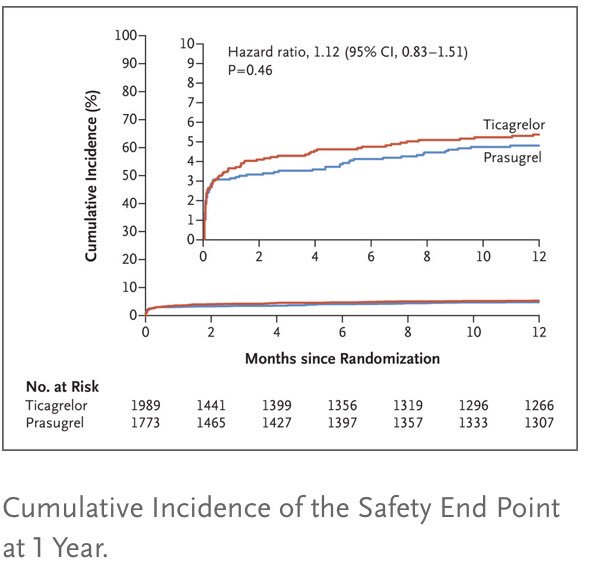 100
90
80
70
60
50
40
30
20
10
0
Cumulative Incidence (%)
10
9
8
7
6
5
4
3
2
1
0
Hazard ratio, 1.12 (95% CI, 0.83–1.51)
P=0.46
Ticagrelor
Prasugrel
0 2 4 6 8 10 12
0 2 4 6 8 10 12
Months since Randomization
No. at Risk
Ticagrelor 1989 1441 1399 1356 1319 1296 1266
Prasugrel 1773 1465 1427 1397 1357 1333 1307
Cumulative Incidence of the Safety End Point
at 1 Year.